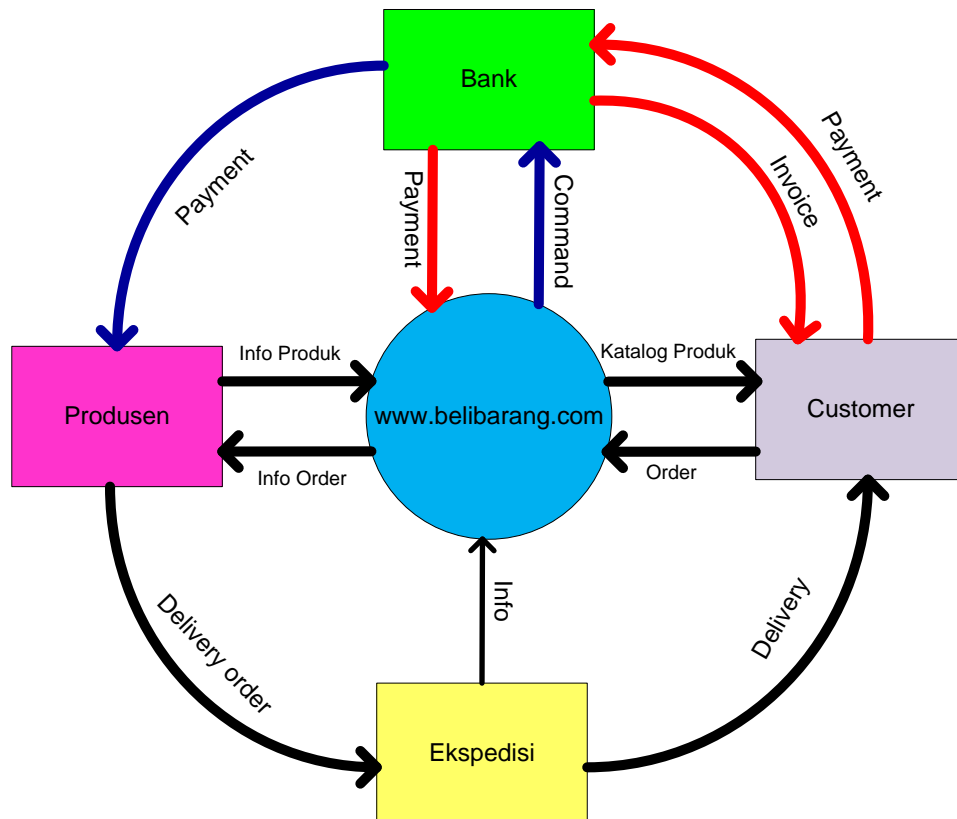 Bank
Payment
Payment
Command
Invoice
Payment
Info Produk
Katalog Produk
Produsen
www.belibarang.com
Customer
Info Order
Order
Info
Delivery order
Delivery
Ekspedisi